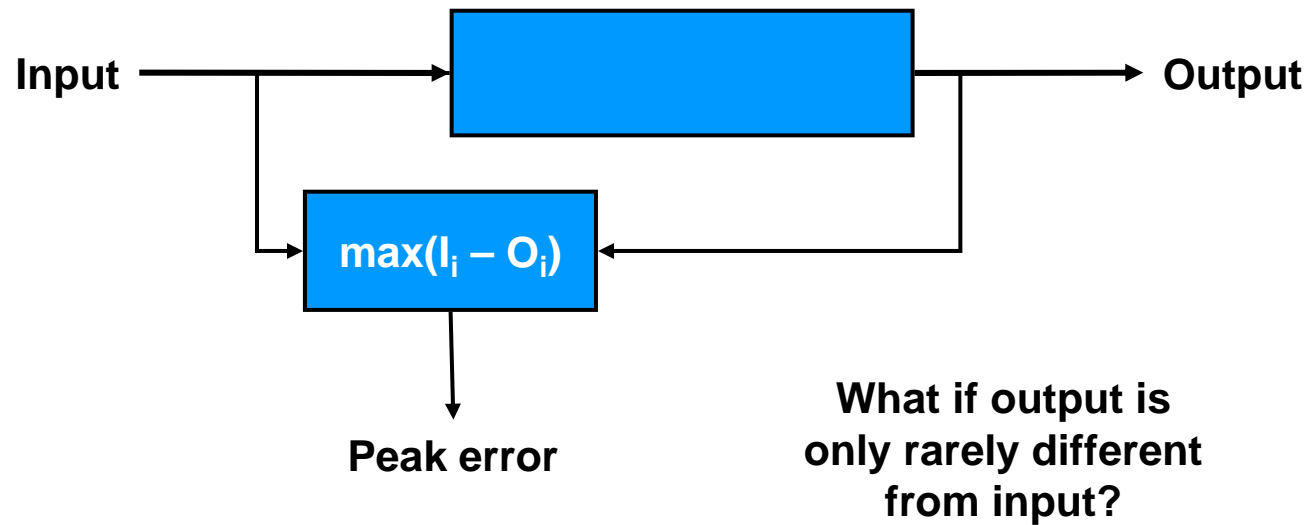 Input
Output
max(Iᵢ – Oᵢ)
Peak error
What if output is
only rarely different
from input?